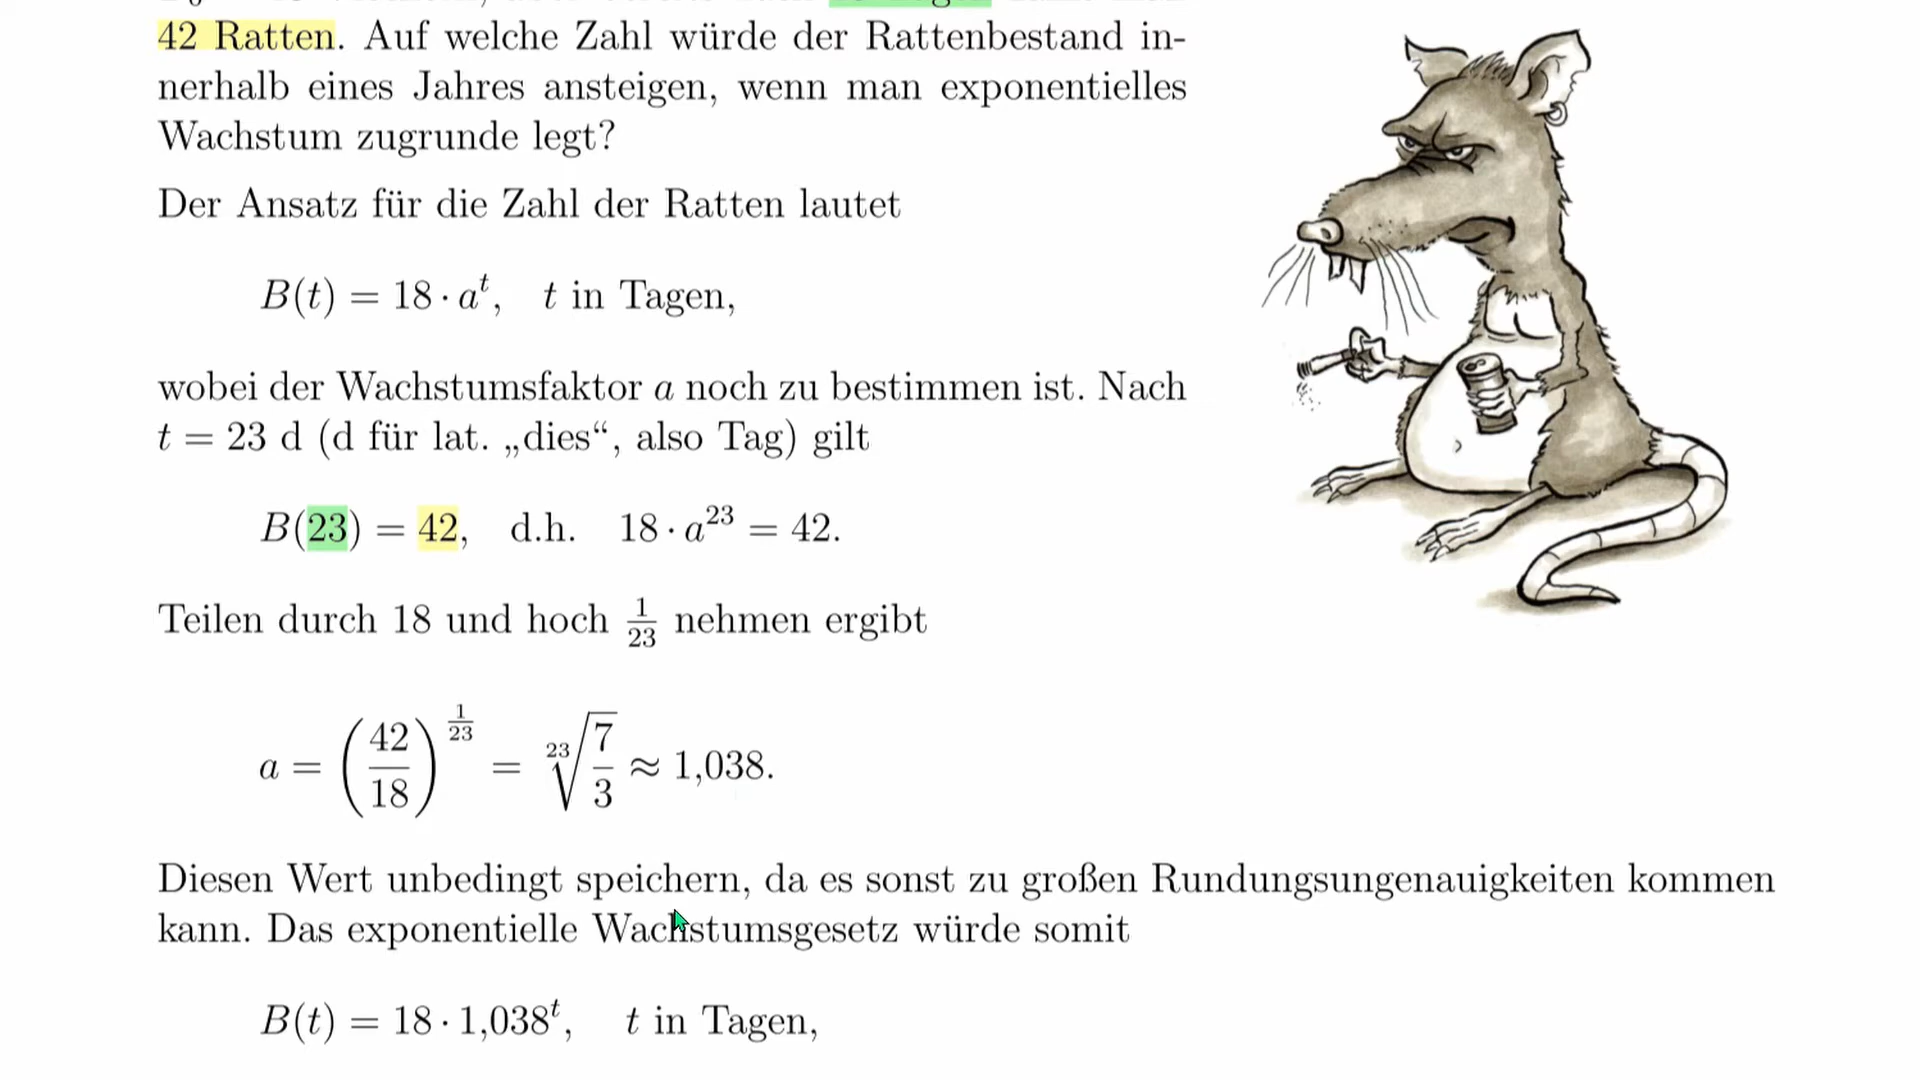 42 Ratten. Auf welche Zahl würde der Rattenbestand in-
nerhalb eines Jahres ansteigen, wenn man exponentielles
Wachstum zugrunde legt?
Der Ansatz für die Zahl der Ratten lautet
B(t) = 18 · a^t, t in Tagen,
wobei der Wachstumsfaktor a noch zu bestimmen ist. Nach
t = 23 d (d für lat. „dies“, also Tag) gilt
B(23) = 42, d.h. 18 · a^23 = 42.
Teilen durch 18 und hoch 1/23 nehmen ergibt
a = (42/18)^(1/23) = ²³√(7/3) ≈ 1,038.
Diesen Wert unbedingt speichern, da es sonst zu großen Rundungsungenauigkeiten kommen
kann. Das exponentielle Wachstumsgesetz würde somit
B(t) = 18 · 1,038^t, t in Tagen,